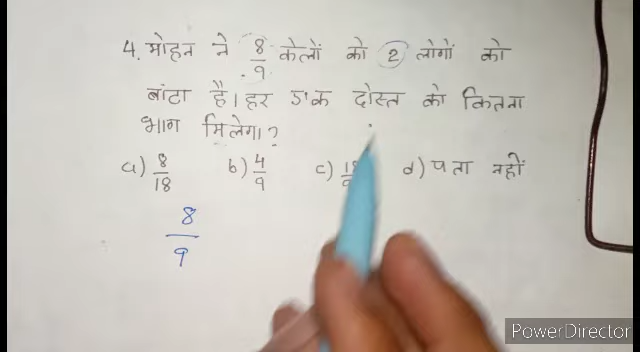 4. मोहन ने 8/9 केलों को 2 लोगों को
बांटा है। हर एक दोस्त को कितना
भाग मिलेगा?
a) 8/18 b) 4/9 c) d) पता नहीं
8/9
PowerDirector